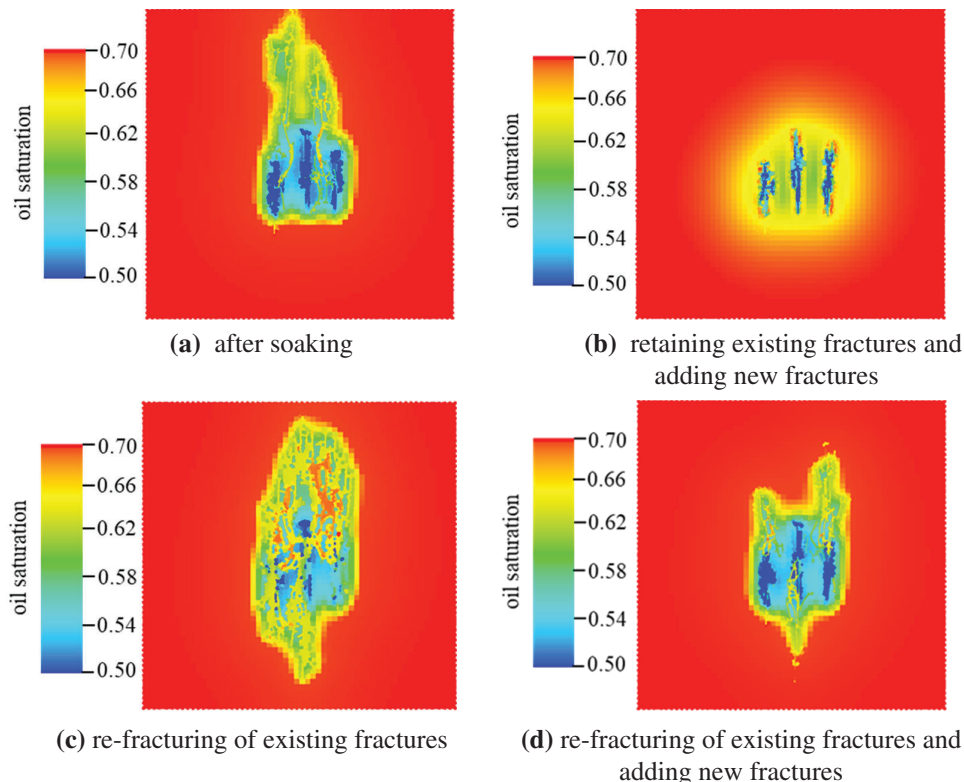 0.70
0.66
0.62
0.58
0.54
0.50
oil saturation
(a) after soaking
0.70
0.66
0.62
0.58
0.54
0.50
oil saturation
(b) retaining existing fractures and
adding new fractures
0.70
0.66
0.62
0.58
0.54
0.50
oil saturation
(c) re-fracturing of existing fractures
0.70
0.66
0.62
0.58
0.54
0.50
oil saturation
(d) re-fracturing of existing fractures and
adding new fractures